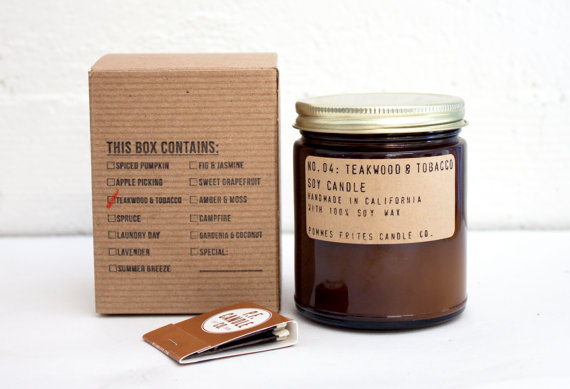 THIS BOX CONTAINS:
SPICED PUMPKIN
APPLE PICKING
TEAKWOOD & TOBACCO
SPRUCE
LAUNDRY DAY
LAVENDER
SUMMER BREEZE
FIG & JASMINE
SWEET GRAPEFRUIT
AMBER & MOSS
CAMPFIRE
GARDENIA & COCONUT
SPECIAL:
NO. 04: TEAKWOOD & TOBACCO
SOY CANDLE
HANDMADE IN CALIFORNIA
WITH 100% SOY WAX
POMMES FRITES CANDLE CO.
P.F.
CANDLE
CO.